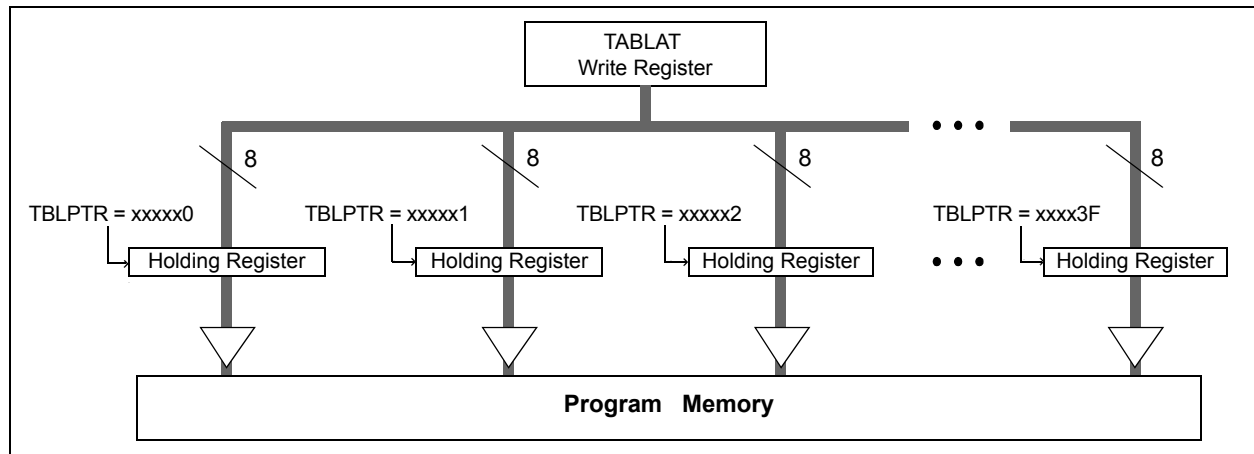 TABLAT
Write Register
• • •
8
8
8
8
TBLPTR = xxxxx0
TBLPTR = xxxxx1
TBLPTR = xxxxx2
TBLPTR = xxxx3F
Holding Register
Holding Register
Holding Register
• • •
Holding Register
Program Memory